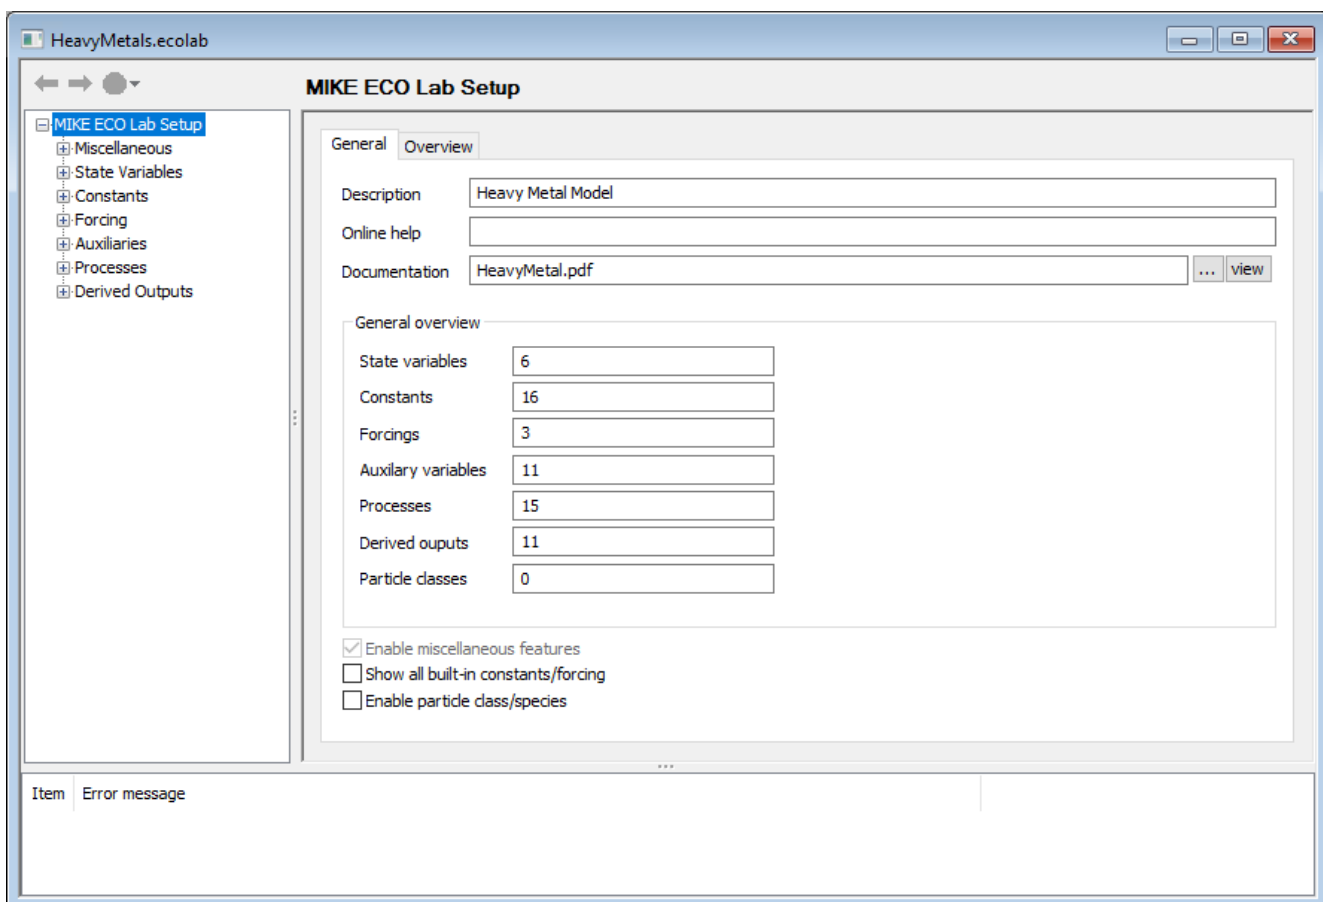 HeavyMetals.ecolab
MIKE ECO Lab Setup
MIKE ECO Lab Setup
Miscellaneous
State Variables
Constants
Forcing
Auxiliaries
Processes
Derived Outputs
General Overview
Description Heavy Metal Model
Online help
Documentation HeavyMetal.pdf ... view
General overview
State variables 6
Constants 16
Forcings 3
Auxilary variables 11
Processes 15
Derived ouputs 11
Particle classes 0
Enable miscellaneous features
Show all built-in constants/forcing
Enable particle class/species
Item Error message